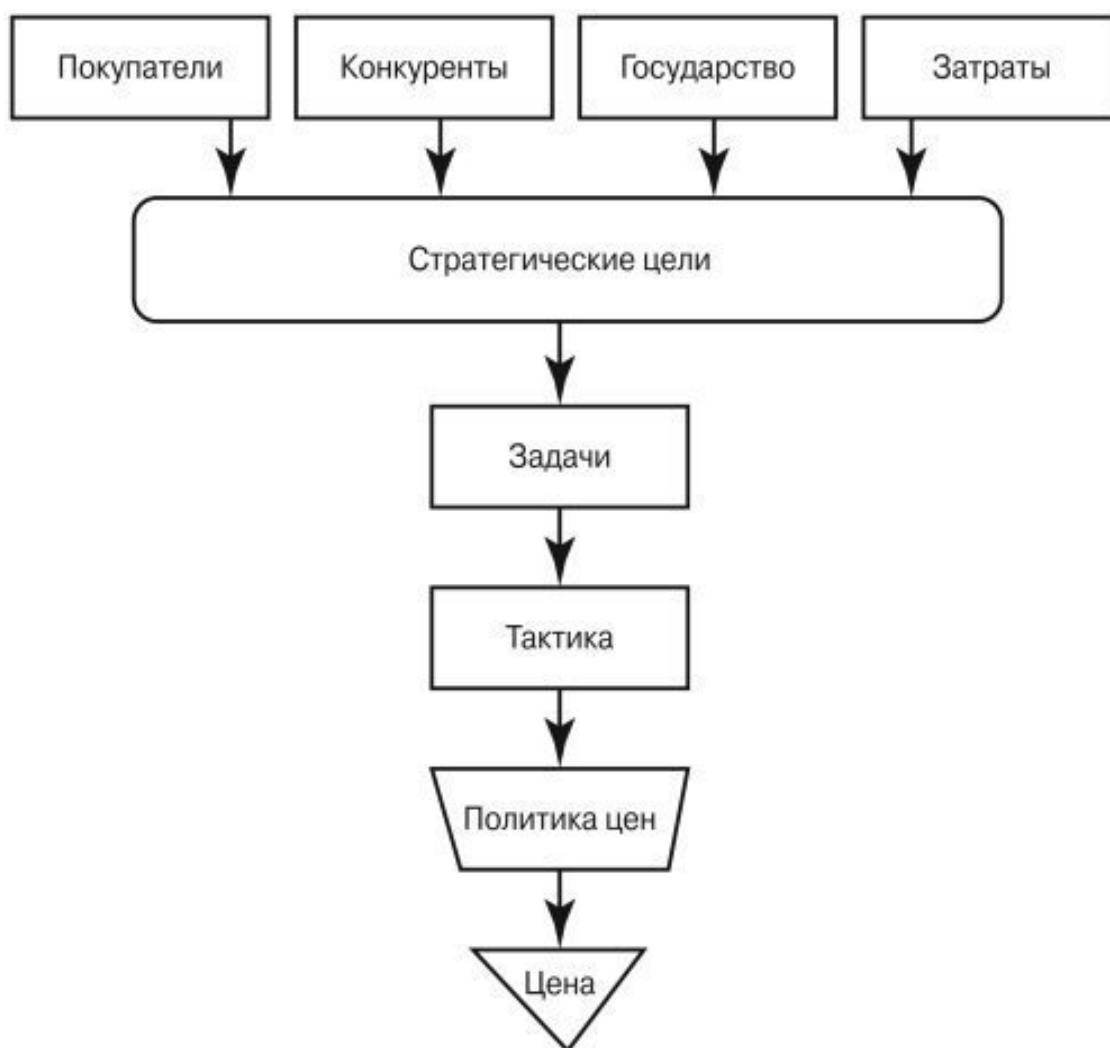 Покупатели
Конкуренты
Государство
Затраты
Стратегические цели
Задачи
Тактика
Политика цен
Цена